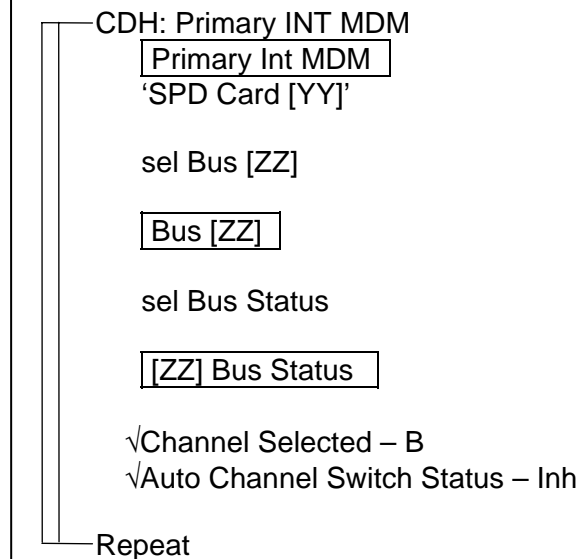 CDH: Primary INT MDM
Primary Int MDM
‘SPD Card [YY]’
sel Bus [ZZ]
Bus [ZZ]
sel Bus Status
[ZZ] Bus Status
√Channel Selected – B
√Auto Channel Switch Status – Inh
Repeat